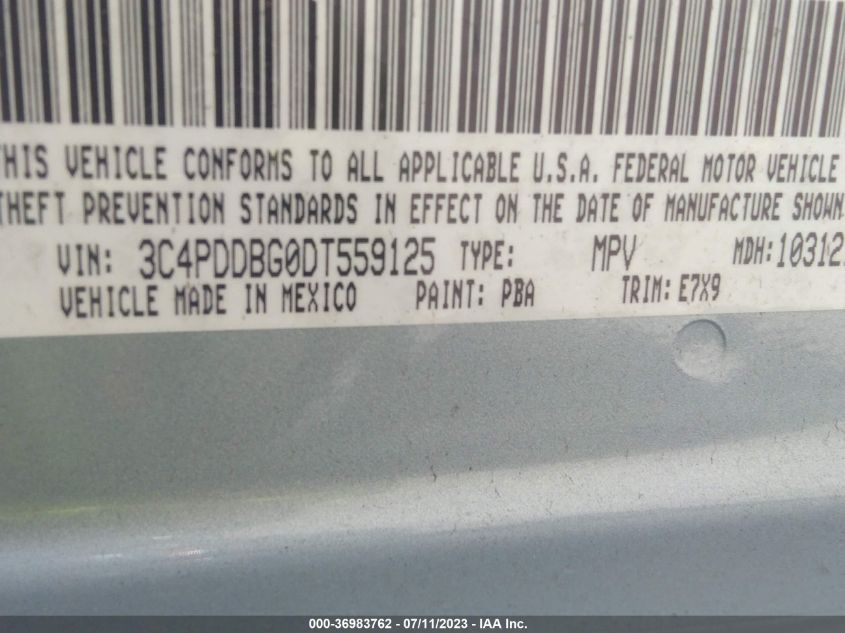 THIS VEHICLE CONFORMS TO ALL APPLICABLE U.S.A. FEDERAL MOTOR VEHICLE
THEFT PREVENTION STANDARDS IN EFFECT ON THE DATE OF MANUFACTURE SHOWN
VIN: 3C4PDDBG0DT559125 TYPE: MPV MDH: 10312
VEHICLE MADE IN MEXICO PAINT: PBA TRIM: E7X9
000-36983762 - 07/11/2023 - IAA Inc.